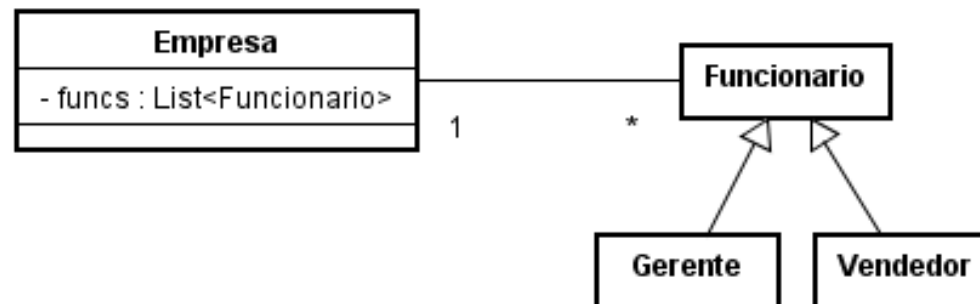 Empresa
- funcs : List<Funcionario>
1
*
Funcionario
Gerente
Vendedor